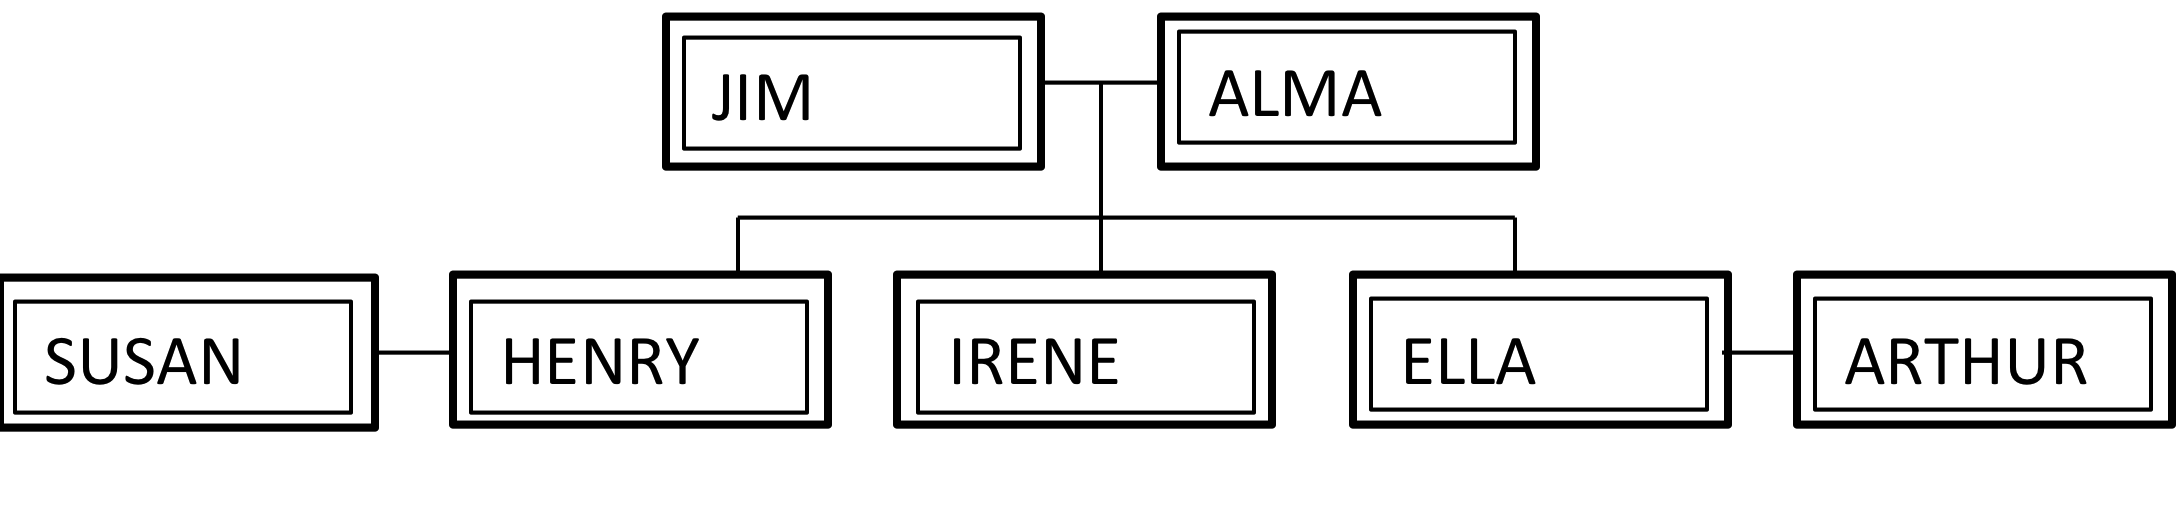 JIM
ALMA
SUSAN
HENRY
IRENE
ELLA
ARTHUR